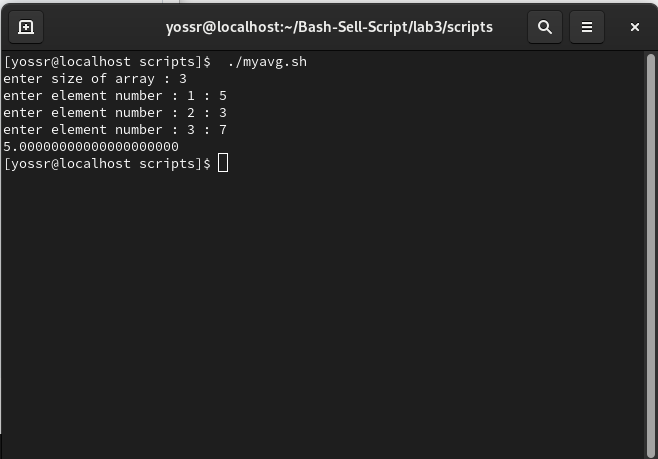 yossr@localhost:~/Bash-Sell-Script/lab3/scripts
[yossr@localhost scripts]$  ./myavg.sh
enter size of array : 3
enter element number : 1 : 5
enter element number : 2 : 3
enter element number : 3 : 7
5.00000000000000000000
[yossr@localhost scripts]$